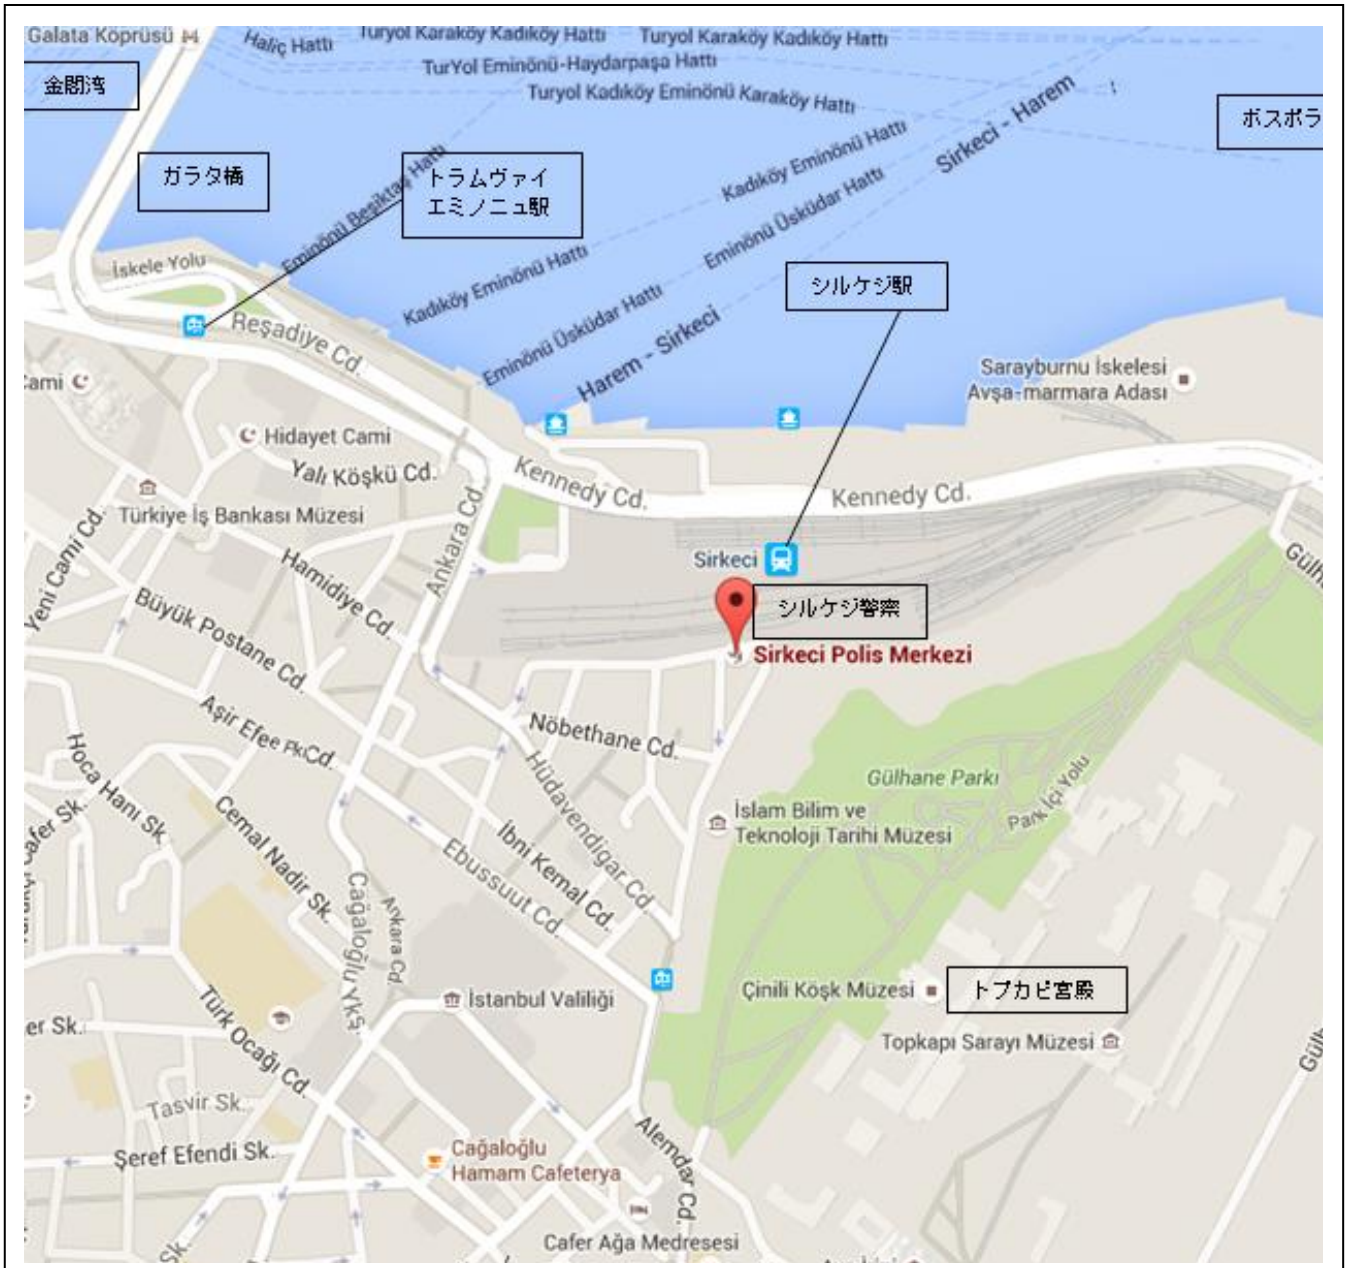 Galata Köprüsü
Haliç Hattı
Turyol Karaköy Kadıköy Hattı
Turyol Karaköy Kadıköy Hattı
TurYol Eminönü-Haydarpaşa Hattı
Turyol Kadıköy Eminönü Karaköy Hattı
金閣湾
Sirkeci - Harem
ボスポラ
Kadıköy Eminönü Hattı
ガラタ橋
トラムヴァイ
エミノニュ駅
Eminönü Beşiktaş Hattı
Eminönü Üsküdar Hattı
İskele Yolu
Kadıköy Eminönü Hattı
シルケジ駅
Eminönü Üsküdar Hattı
Reşadiye Cd.
Harem - Sirkeci
Sarayburnu İskelesi
Avşa-marmara Adası
Cami
Hidayet Cami
Yalı Köşkü Cd.
Kennedy Cd.
Kennedy Cd.
Türkiye İş Bankası Müzesi
Ankara Cd.
Yeni Cami Cd.
Hamidiye Cd.
Sirkeci
Büyük Postane Cd.
シルケジ警察
Sirkeci Polis Merkezi
Aşir Efee PkıCd.
Nöbethane Cd.
Hoca Hanı Sk.
Hüdavendigar Cd.
Gülhane Parkı
Park İçi Yolu
İslam Bilim ve
Teknoloji Tarihi Müzesi
Cemal Nadir Sk.
İbni Kemal Cd.
Ebussuut Cd.
Cağaloğlu Ykş.
Ankara Cd.
İstanbul Valiliği
Çinili Köşk Müzesi
トプカピ宮殿
Topkapı Sarayı Müzesi
er Sk.
Türk Ocağı Cd.
Tasvir Sk.
Şeref Efendi Sk.
Cağaloğlu
Hamam Cafeterya
Alemdar Cd.
Cafer Ağa Medresesi
Sk.